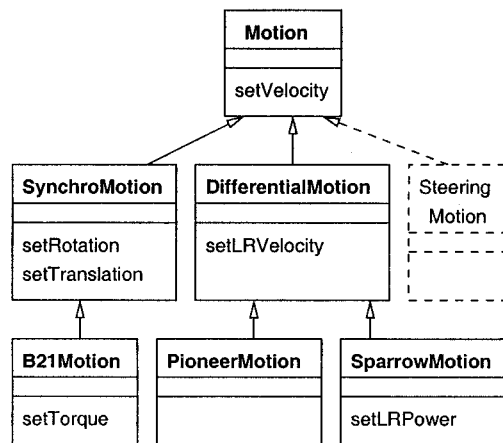 Motion
setVelocity
SynchroMotion
setRotation
setTranslation
DifferentialMotion
setLRVelocity
Steering
Motion
B21Motion
setTorque
PioneerMotion
SparrowMotion
setLRPower